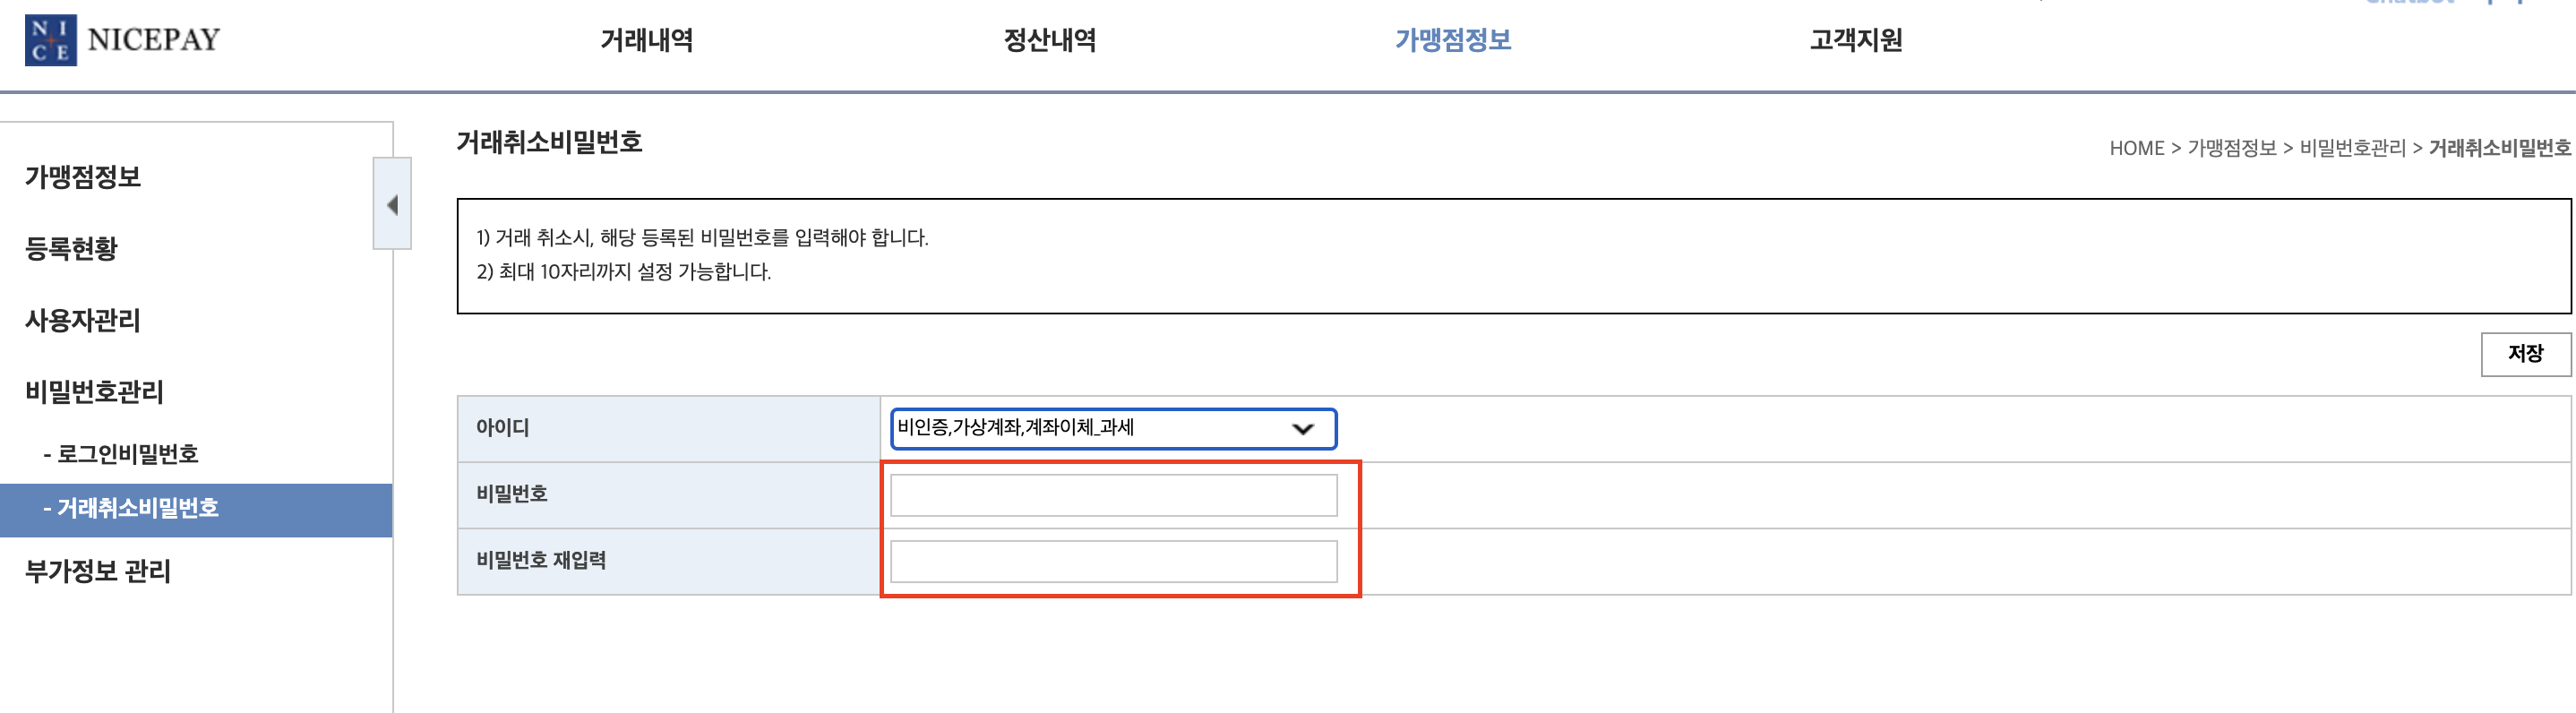 NICE
NICEPAY
거래내역
정산내역
가맹점정보
고객지원
가맹점정보
등록현황
사용자관리
비밀번호관리
- 로그인비밀번호
- 거래취소비밀번호
부가정보 관리
거래취소비밀번호
HOME > 가맹점정보 > 비밀번호관리 > 거래취소비밀번호
1) 거래 취소시, 해당 등록된 비밀번호를 입력해야 합니다.
2) 최대 10자리까지 설정 가능합니다.
저장
아이디
비인증,가상계좌,계좌이체_과세
비밀번호
비밀번호 재입력